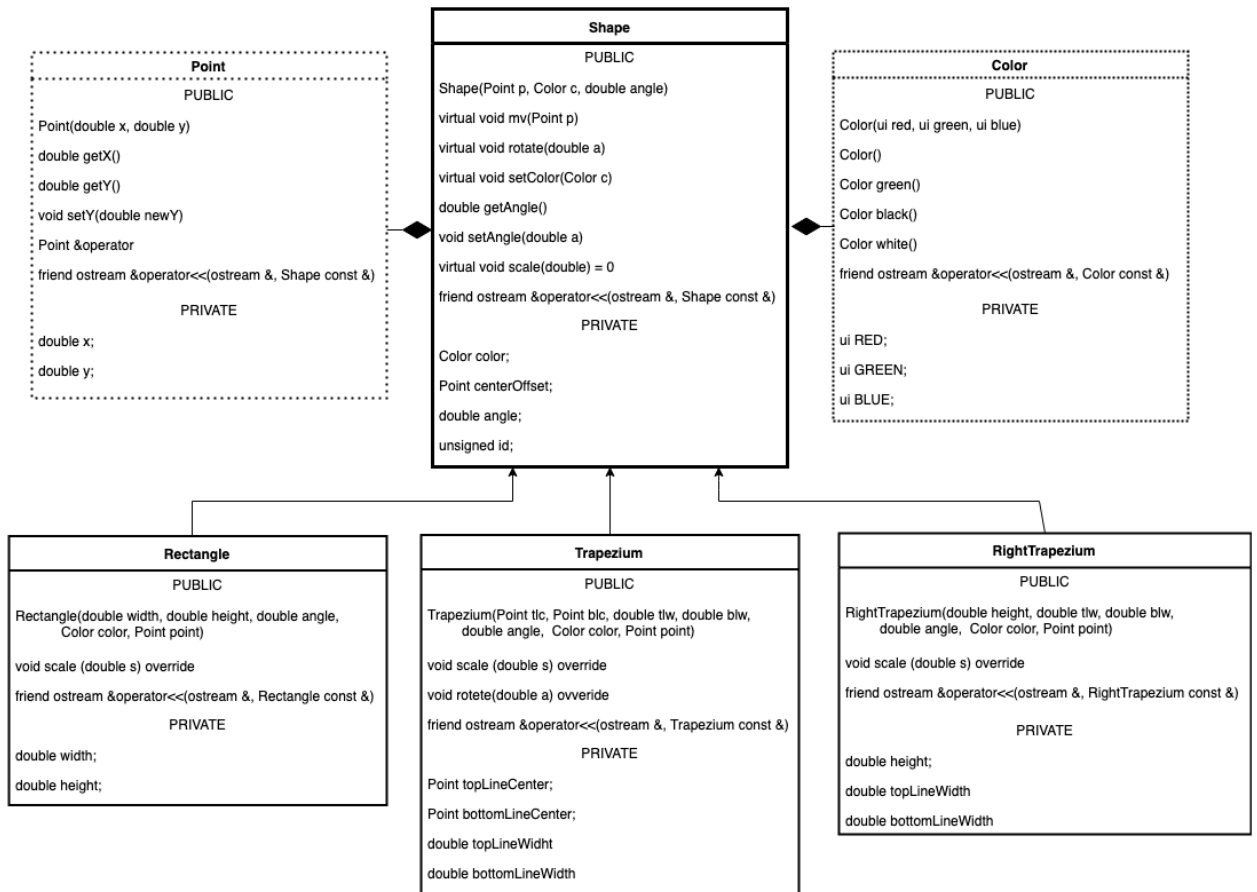 Shape
PUBLIC
Shape(Point p, Color c, double angle)
virtual void mv(Point p)
virtual void rotate(double a)
virtual void setColor(Color c)
double getAngle()
void setAngle(double a)
virtual void scale(double) = 0
friend ostream &operator<<(ostream &, Shape const &)
PRIVATE
Color color;
Point centerOffset;
double angle;
unsigned id;
Point
PUBLIC
Point(double x, double y)
double getX()
double getY()
void setY(double newY)
Point &operator
friend ostream &operator<<(ostream &, Shape const &)
PRIVATE
double x;
double y;
Color
PUBLIC
Color(ui red, ui green, ui blue)
Color()
Color green()
Color black()
Color white()
friend ostream &operator<<(ostream &, Color const &)
PRIVATE
ui RED;
ui GREEN;
ui BLUE;
Rectangle
PUBLIC
Rectangle(double width, double height, double angle,
Color color, Point point)
void scale (double s) override
friend ostream &operator<<(ostream &, Rectangle const &)
PRIVATE
double width;
double height;
Trapezium
PUBLIC
Trapezium(Point tlc, Point blc, double tlw, double blw,
double angle, Color color, Point point)
void scale (double s) override
void rotete(double a) ovveride
friend ostream &operator<<(ostream &, Trapezium const &)
PRIVATE
Point topLineCenter;
Point bottomLineCenter;
double topLineWidht
double bottomLineWidth
RightTrapezium
PUBLIC
RightTrapezium(double height, double tlw, double blw,
double angle, Color color, Point point)
void scale (double s) override
friend ostream &operator<<(ostream &, RightTrapezium const &)
PRIVATE
double height;
double topLineWidth
double bottomLineWidth